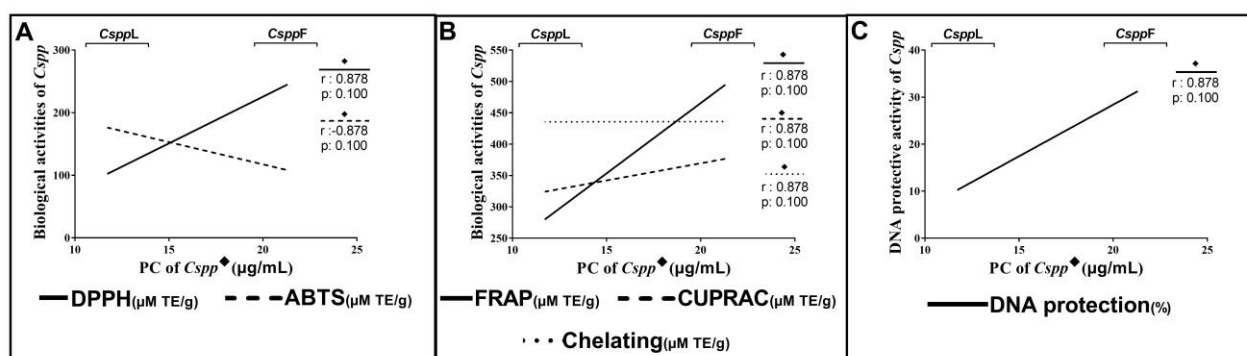 A
CsppL
CsppF
Biological activities of Cspp
300
200
100
0
10
15
20
25
PC of Cspp◆(µg/mL)
◆
r : 0.878
p: 0.100
◆
r :-0.878
p: 0.100
DPPH(µM TE/g)
ABTS(µM TE/g)
B
CsppL
CsppF
Biological activities of Cspp
550
500
450
400
350
300
250
10
15
20
25
PC of Cspp◆(µg/mL)
◆
r : 0.878
p: 0.100
◆
r : 0.878
p: 0.100
◆
r : 0.878
p: 0.100
FRAP(µM TE/g)
CUPRAC(µM TE/g)
Chelating(µM TE/g)
C
CsppL
CsppF
DNA protective activity of Cspp
40
30
20
10
0
10
15
20
25
PC of Cspp◆(µg/mL)
◆
r : 0.878
p: 0.100
DNA protection(%)